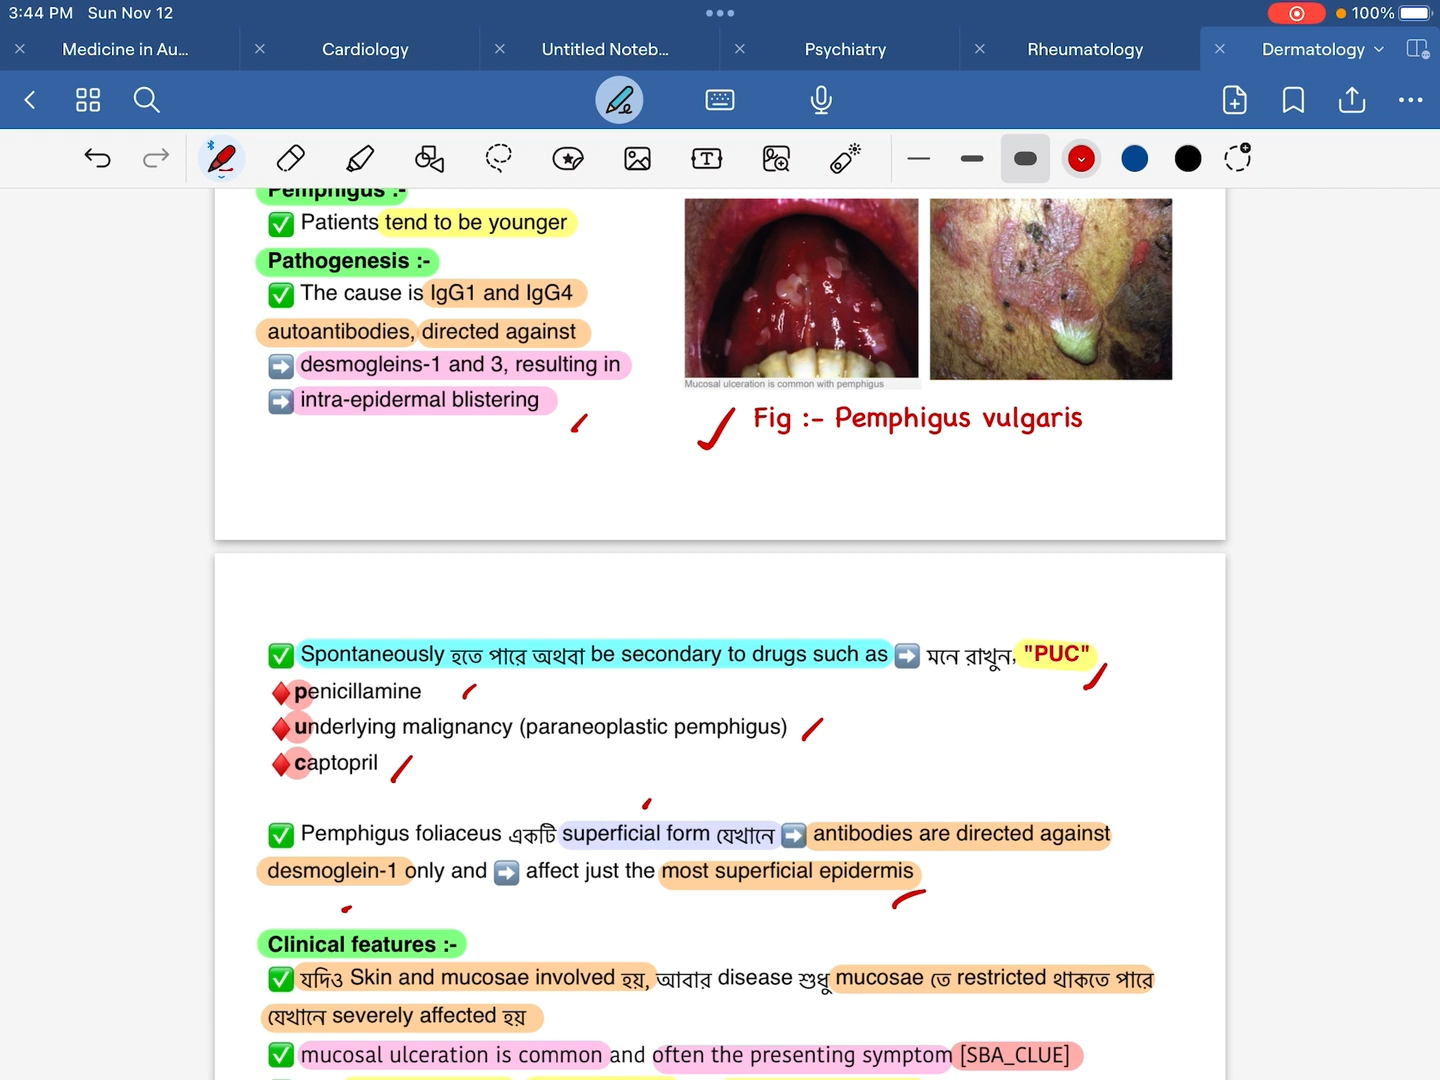 3:44 PM Sun Nov 12
100%
Medicine in Au...
Cardiology
Untitled Noteb...
Psychiatry
Rheumatology
Dermatology
Pemphigus :-
✅ Patients tend to be younger
Pathogenesis :-
✅ The cause is IgG1 and IgG4
autoantibodies, directed against
➡️ desmogleins-1 and 3, resulting in
➡️ intra-epidermal blistering
Mucosal ulceration is common with pemphigus
Fig :- Pemphigus vulgaris
✅ Spontaneously হতে পারে অথবা be secondary to drugs such as ➡️ মনে রাখুন, "PUC"
♦️ penicillamine
♦️ underlying malignancy (paraneoplastic pemphigus)
♦️ captopril
✅ Pemphigus foliaceus একটি superficial form যেখানে ➡️ antibodies are directed against
desmoglein-1 only and ➡️ affect just the most superficial epidermis
Clinical features :-
✅ যদিও Skin and mucosae involved হয়, আবার disease শুধু mucosae তে restricted থাকতে পারে
যেখানে severely affected হয়
✅ mucosal ulceration is common and often the presenting symptom [SBA_CLUE]